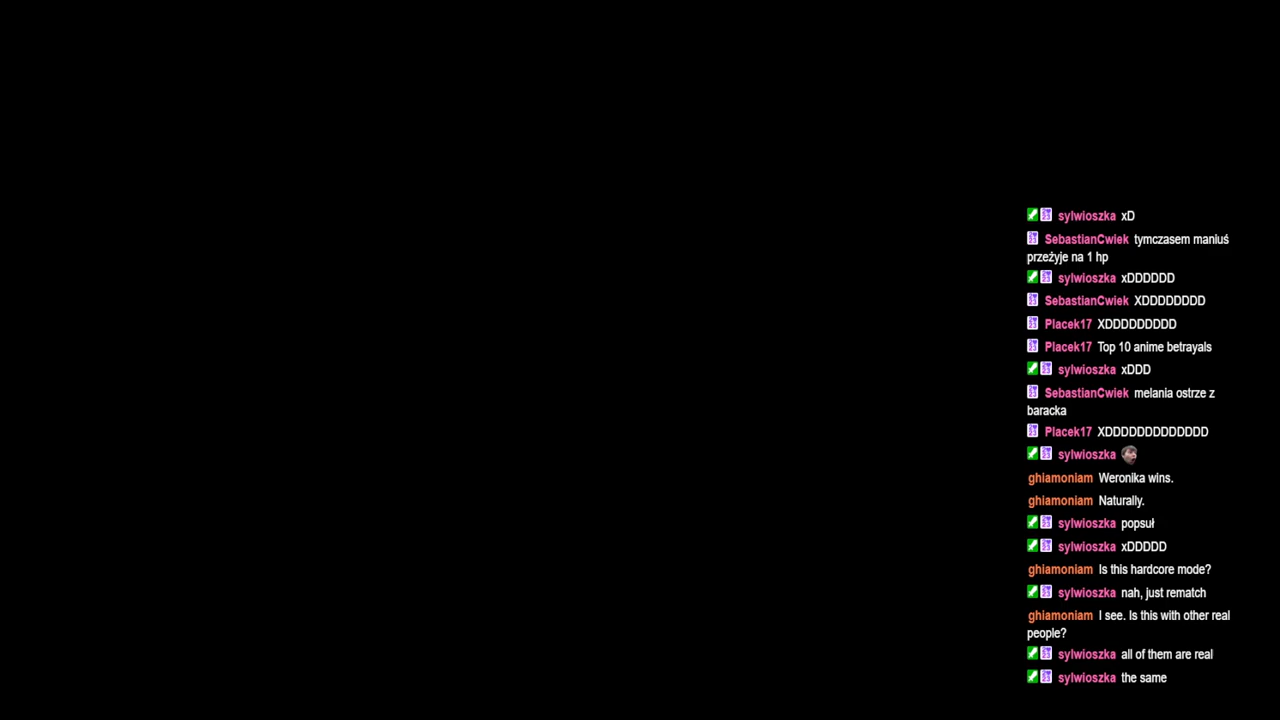 sylwioszka xD
SebastianCwiek tymczasem maniuś
przeżyje na 1 hp
sylwioszka xDDDDDD
SebastianCwiek XDDDDDDDD
Placek17 XDDDDDDDDD
Placek17 Top 10 anime betrayals
sylwioszka xDDD
SebastianCwiek melania ostrze z
baracka
Placek17 XDDDDDDDDDDDDD
sylwioszka
ghiamoniam Weronika wins.
ghiamoniam Naturally.
sylwioszka popsuł
sylwioszka xDDDDD
ghiamoniam Is this hardcore mode?
sylwioszka nah, just rematch
ghiamoniam I see. Is this with other real
people?
sylwioszka all of them are real
sylwioszka the same